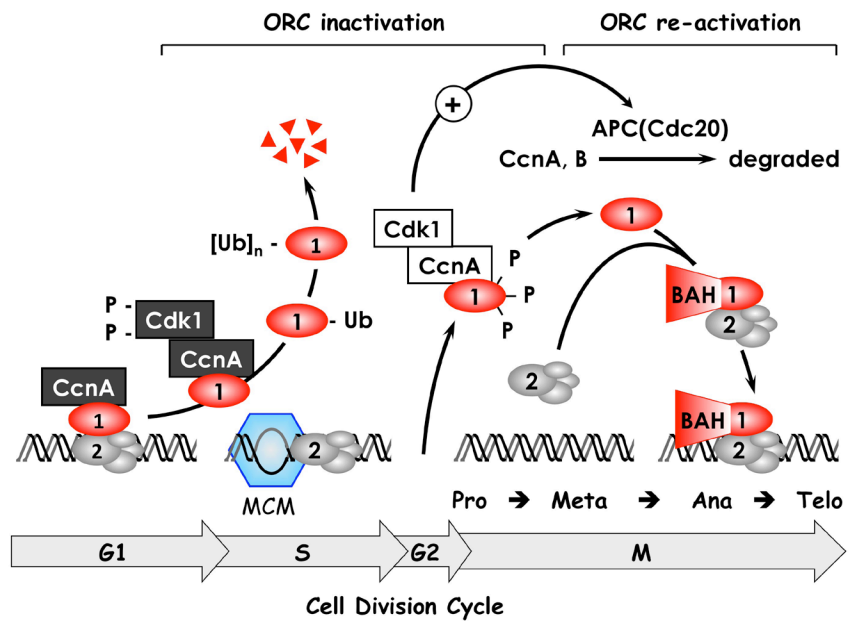 ORC inactivation
ORC re-activation
+
APC(Cdc20)
CcnA, B
degraded
[Ub]n -
1
1
Cdk1
CcnA
P
P
P
1
BAH 1
2
P -
P -
Cdk1
1 - Ub
CcnA
CcnA
1
1
2
2
2
BAH 1
2
MCM
Pro → Meta → Ana → Telo
G1
S
G2
M
Cell Division Cycle